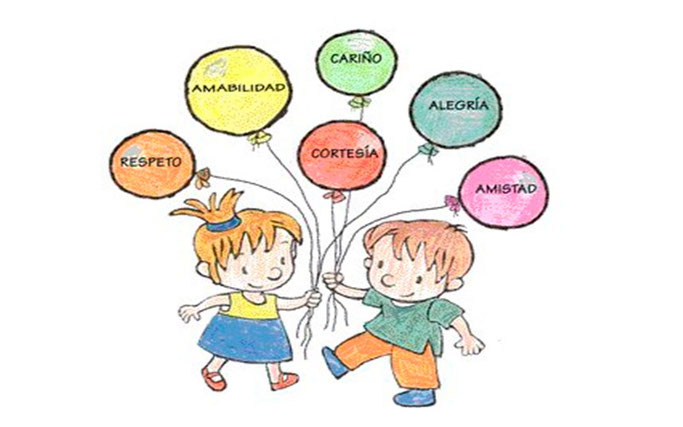 CARIÑO
AMABILIDAD
ALEGRÍA
CORTESÍA
RESPETO
AMISTAD